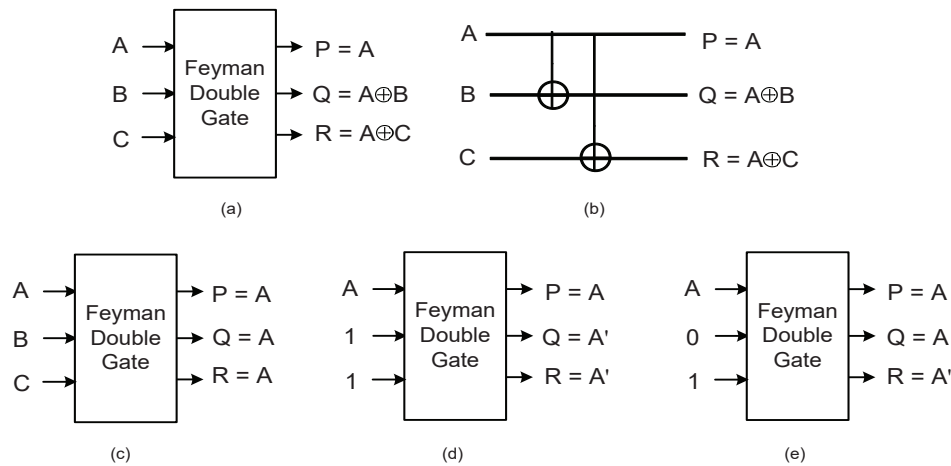 A
B
C
Feyman
Double
Gate
P = A
Q = A⊕B
R = A⊕C
(a)
A
B
C
P = A
Q = A⊕B
R = A⊕C
(b)
A
B
C
Feyman
Double
Gate
P = A
Q = A
R = A
(c)
A
1
1
Feyman
Double
Gate
P = A
Q = A'
R = A'
(d)
A
0
1
Feyman
Double
Gate
P = A
Q = A
R = A'
(e)